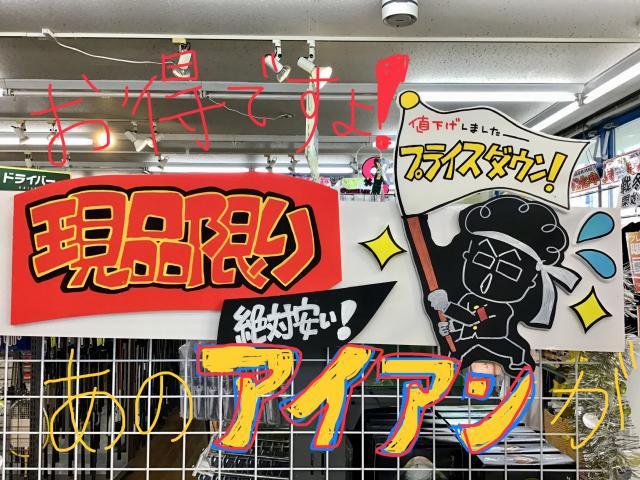 お得ですよ!
値下げしました
プライスダウン!
ドライバー
現品限り
絶対安い!
あのアイアンが